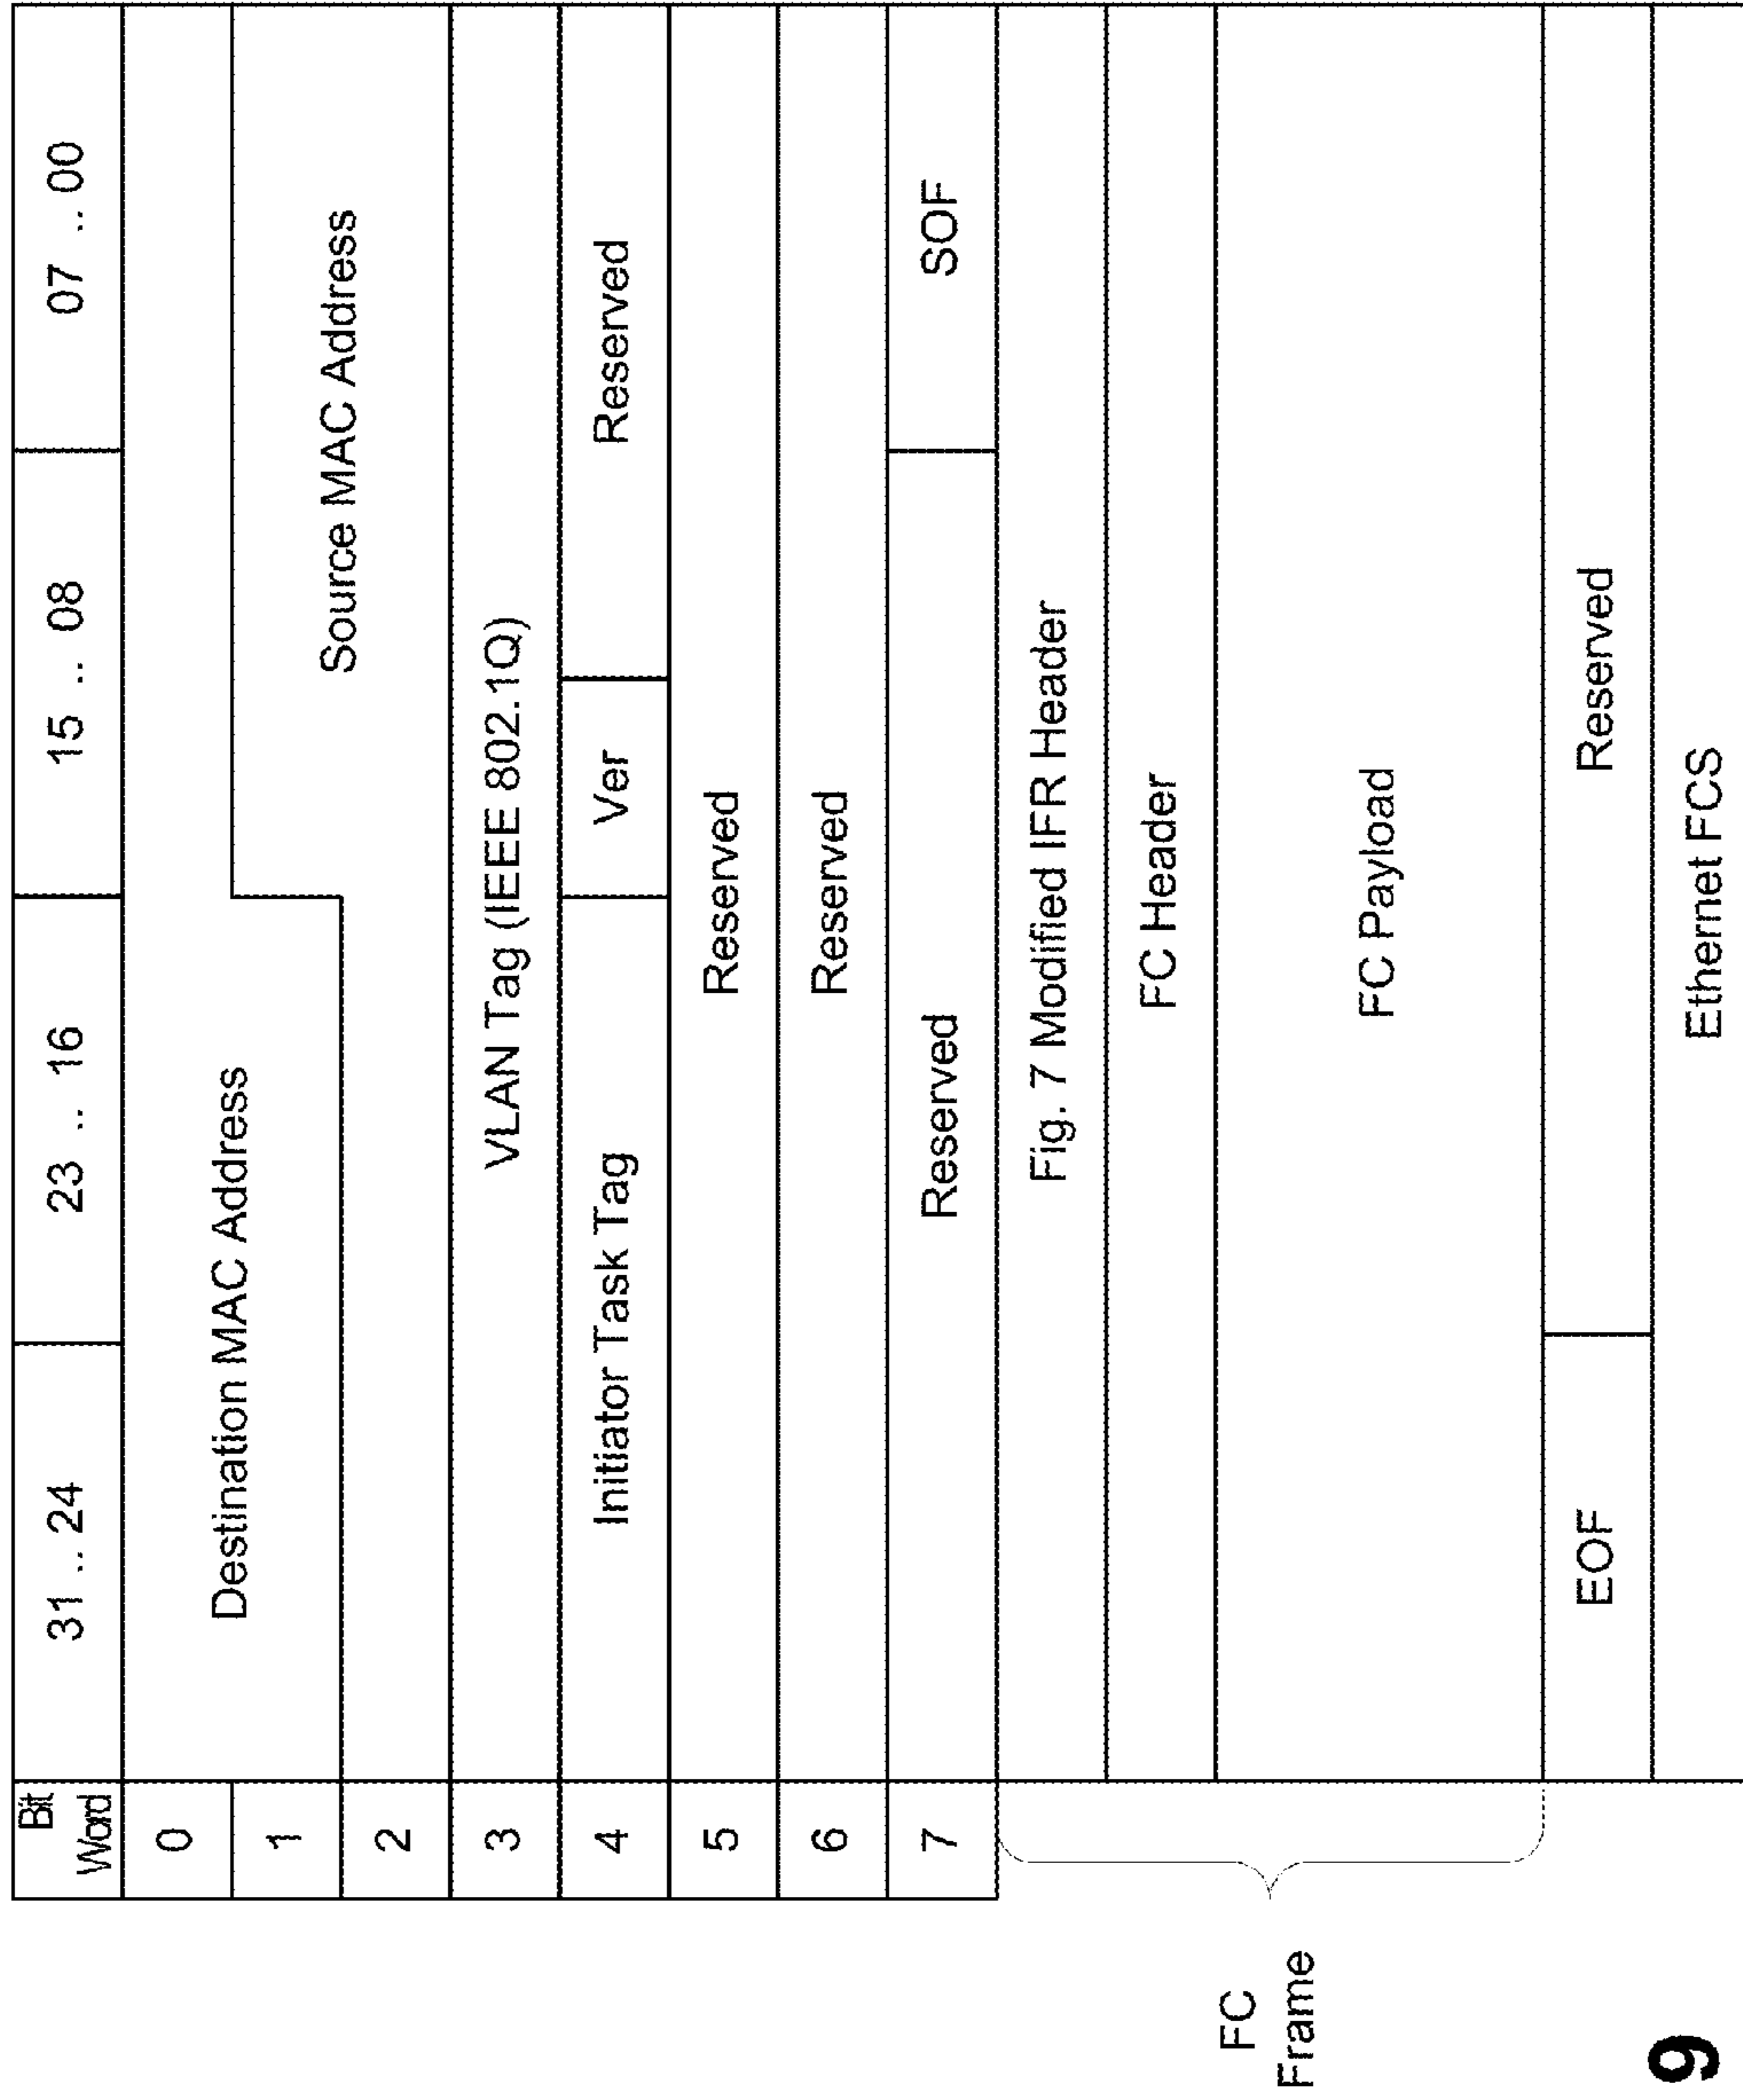 Bit
Word
31 .. 24
23 .. 16
15 .. 08
07 .. 00
0
Destination MAC Address
1
Source MAC Address
2
3
VLAN Tag (IEEE 802.1Q)
4
Initiator Task Tag
Ver
Reserved
5
Reserved
6
Reserved
7
Reserved
SOF
Fig. 7 Modified IFR Header
FC
Frame
FC Header
FC Payload
EOF
Reserved
Ethernet FCS
9